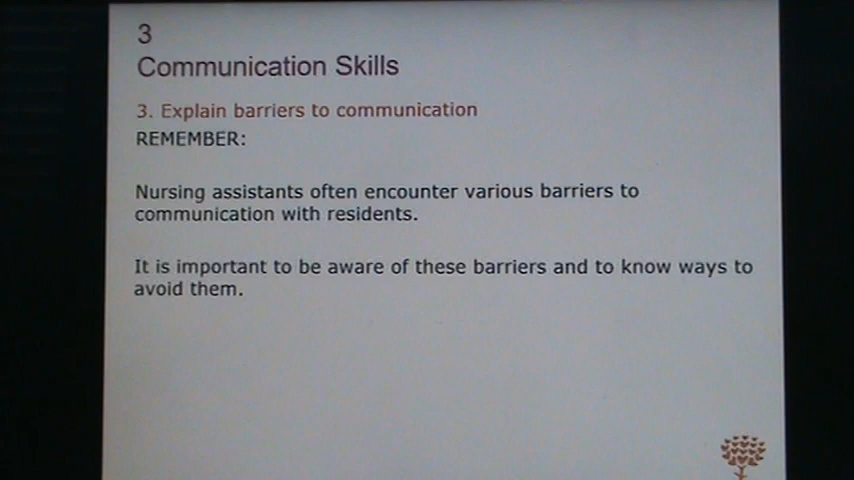 3
Communication Skills
3. Explain barriers to communication
REMEMBER:
Nursing assistants often encounter various barriers to
communication with residents.
It is important to be aware of these barriers and to know ways to
avoid them.